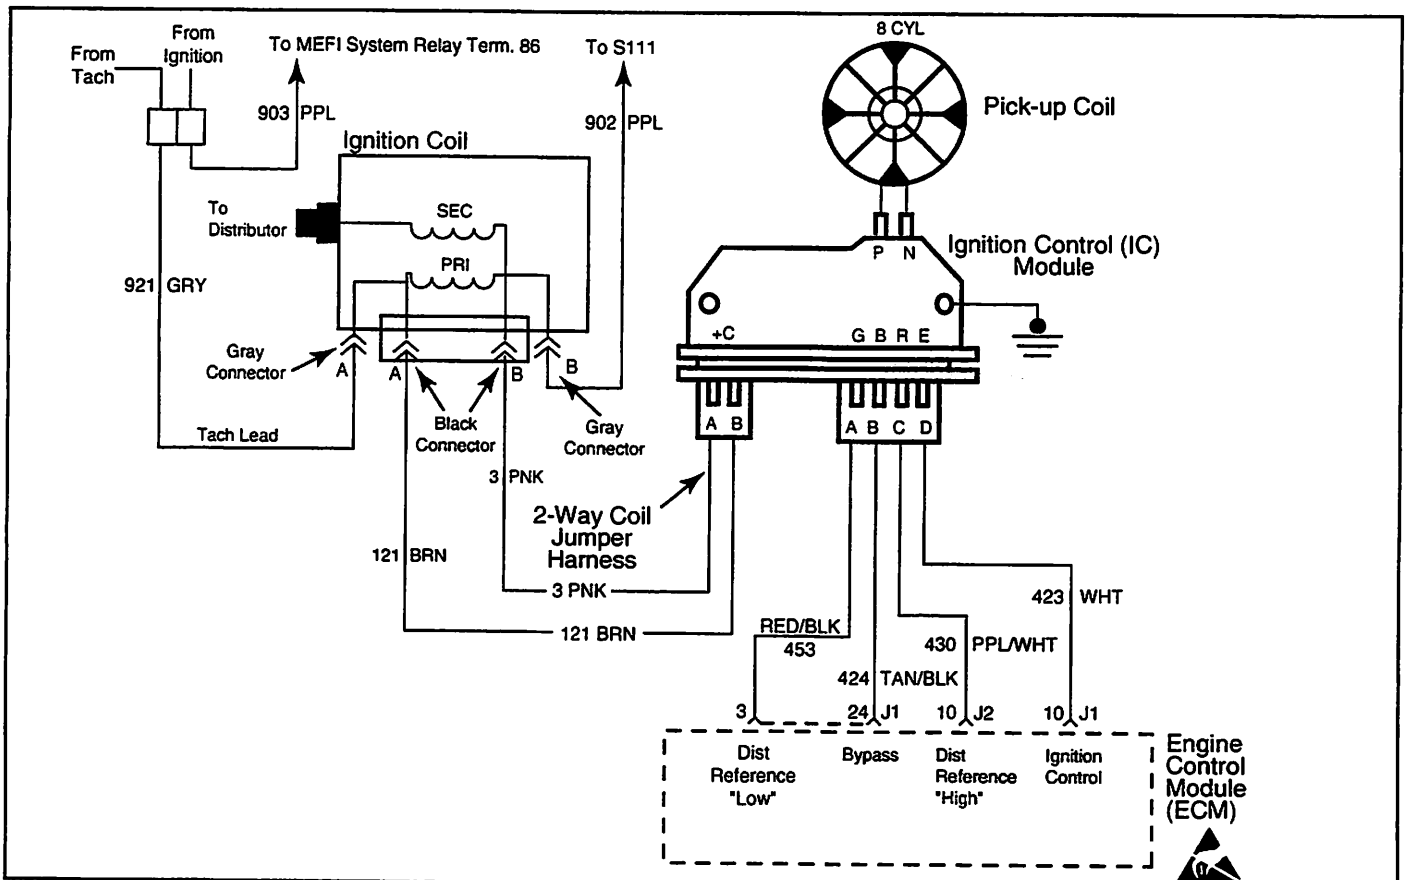 8 CYL
From
Ignition
From
Tach
To MEFI System Relay Term. 86
To S111
903 PPL
902 PPL
Pick-up Coil
Ignition Coil
To
Distributor
SEC
PRI
P N
Ignition Control (IC)
Module
921 GRY
+C
G B R E
Gray
Connector
A
A
B
B
Black
Connector
Gray
Connector
A B
A B C D
Tach Lead
3 PNK
2-Way Coil
Jumper
Harness
121 BRN
3 PNK
121 BRN
423 WHT
RED/BLK
453
430 PPL/WHT
424 TAN/BLK
3
24 J1
10 J2
10 J1
Dist
Reference
"Low"
Bypass
Dist
Reference
"High"
Ignition
Control
Engine
Control
Module
(ECM)